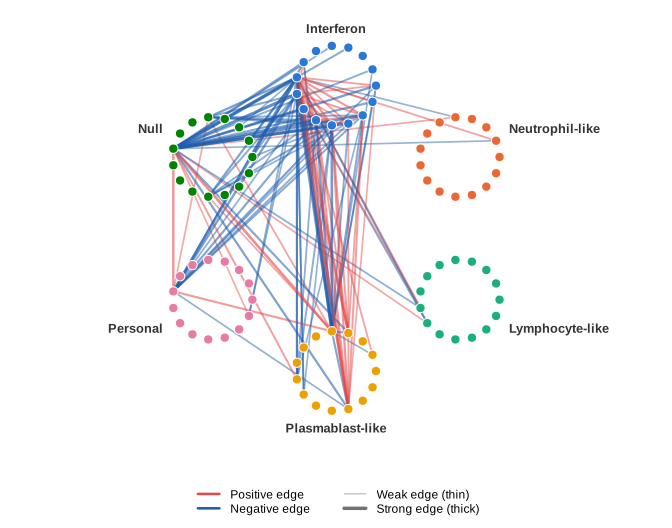 Interferon
Null
Neutrophil-like
Personal
Lymphocyte-like
Plasmablast-like
Positive edge
Weak edge (thin)
Negative edge
Strong edge (thick)